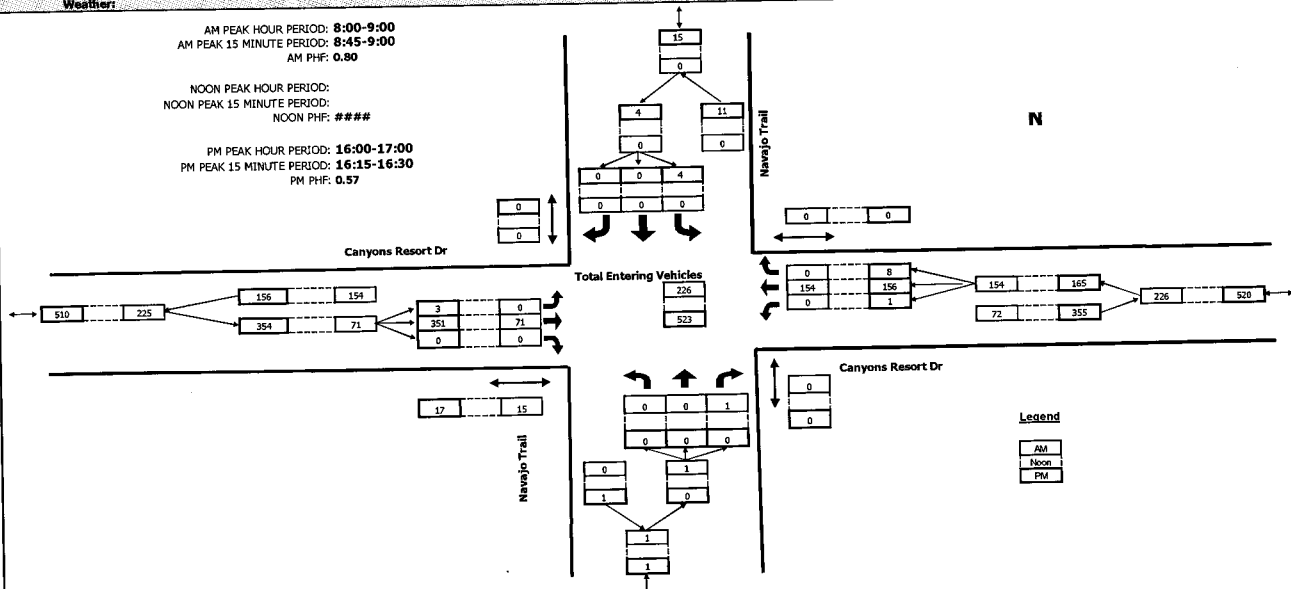 Weather:
AM PEAK HOUR PERIOD: 8:00-9:00
AM PEAK 15 MINUTE PERIOD: 8:45-9:00
AM PHF: 0.80
NOON PEAK HOUR PERIOD:
NOON PEAK 15 MINUTE PERIOD:
NOON PHF: ####
PM PEAK HOUR PERIOD: 16:00-17:00
PM PEAK 15 MINUTE PERIOD: 16:15-16:30
PM PHF: 0.57
15
0
4
0
11
0
0 0 4
0 0 0
Navajo Trail
N
0
0
0 0
Canyons Resort Dr
Total Entering Vehicles
226
523
510 225
156 154
354 71
3 0
351 71
0 0
0 8
154 156
0 1
154 165
72 355
226 520
Canyons Resort Dr
17 15
Navajo Trail
0 0 1
0 0 0
0
1
1
0
1
1
0
0
Legend
AM
Noon
PM